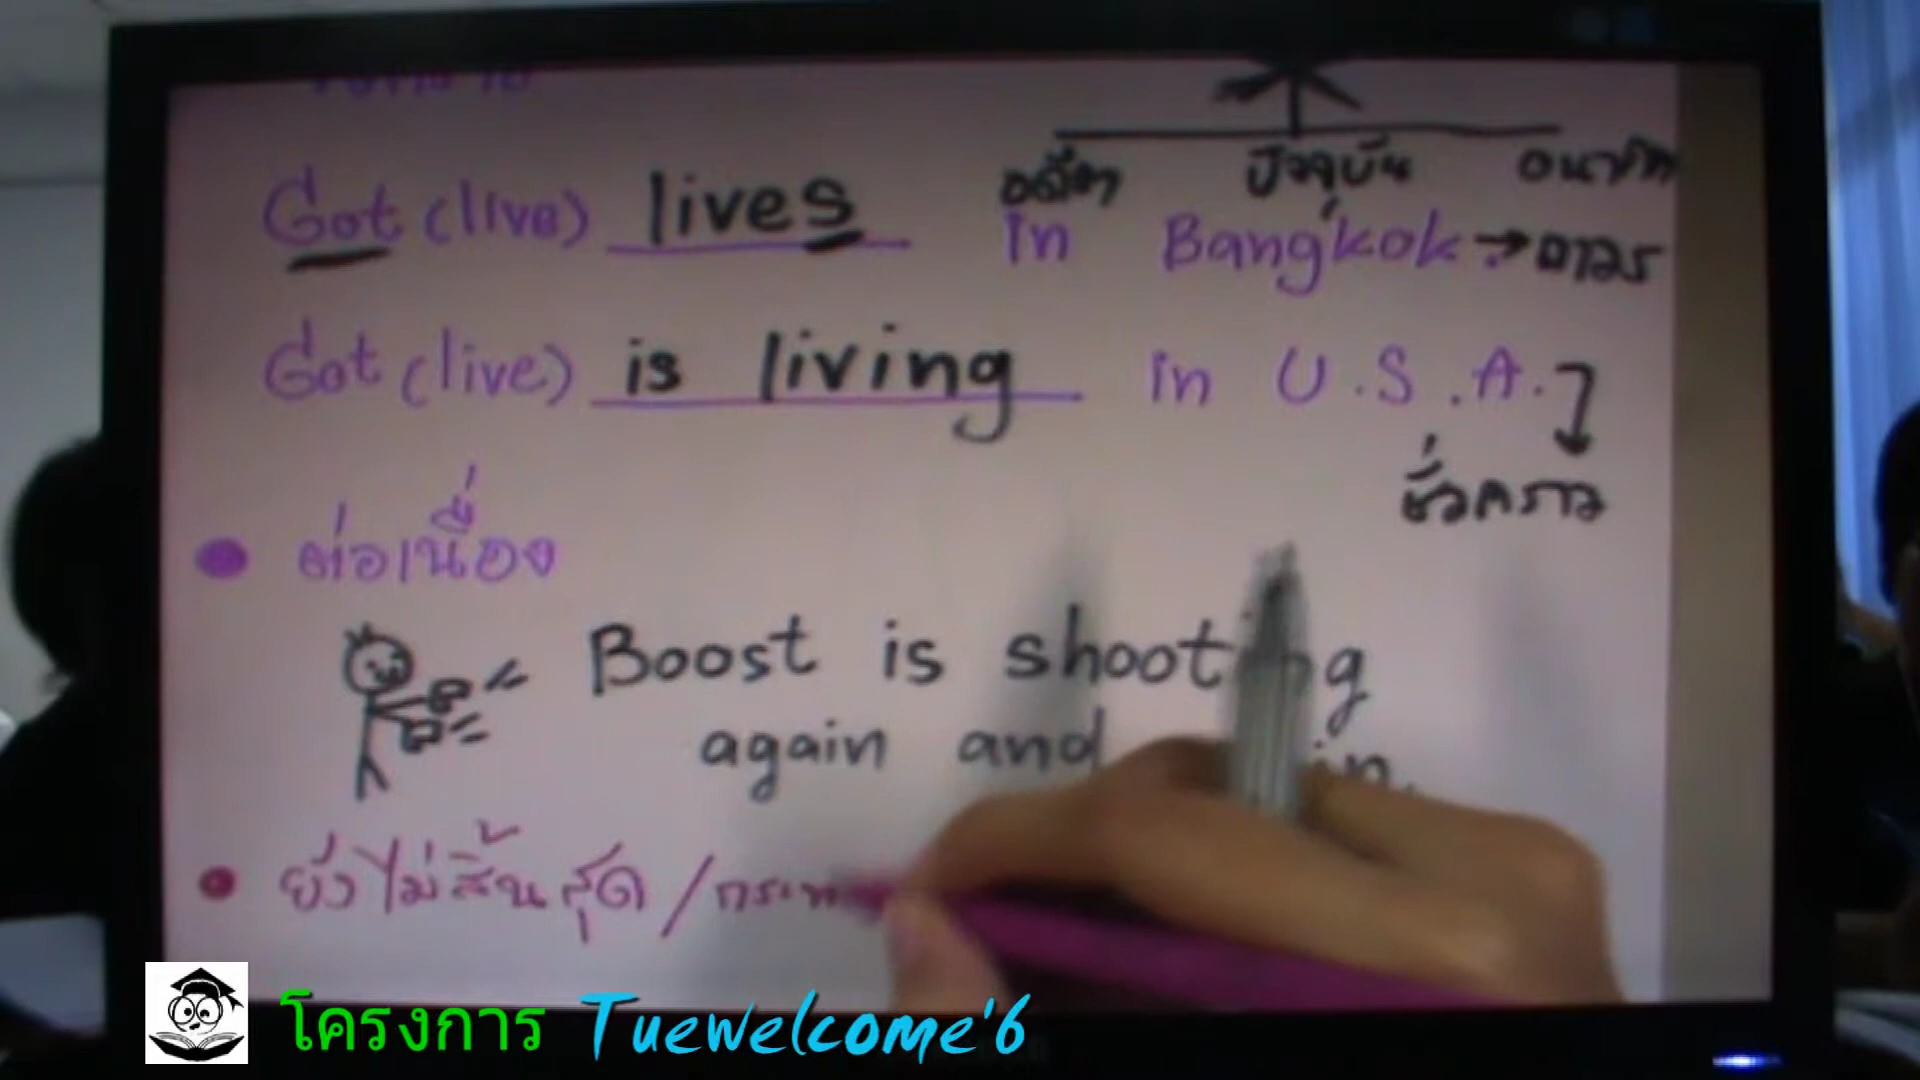 อดีต ปัจจุบัน อนาคต
Got (live) lives in Bangkok. → ถาวร
Got (live) is living in U.S.A.
ชั่วคราว
ต่อเนื่อง
Boost is shooting
again and
ยังไม่สิ้นสุด /
โครงการ Tuewelcome'6